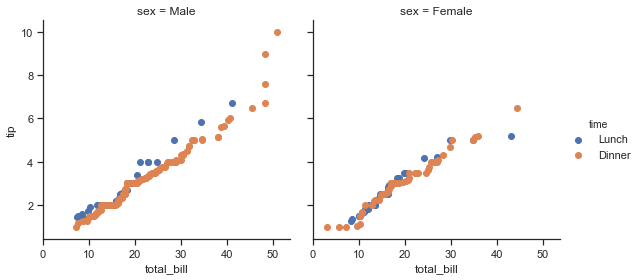 sex = Male
sex = Female
10
8
6
4
2
tip
0 10 20 30 40 50
0 10 20 30 40 50
total_bill
total_bill
time
Lunch
Dinner